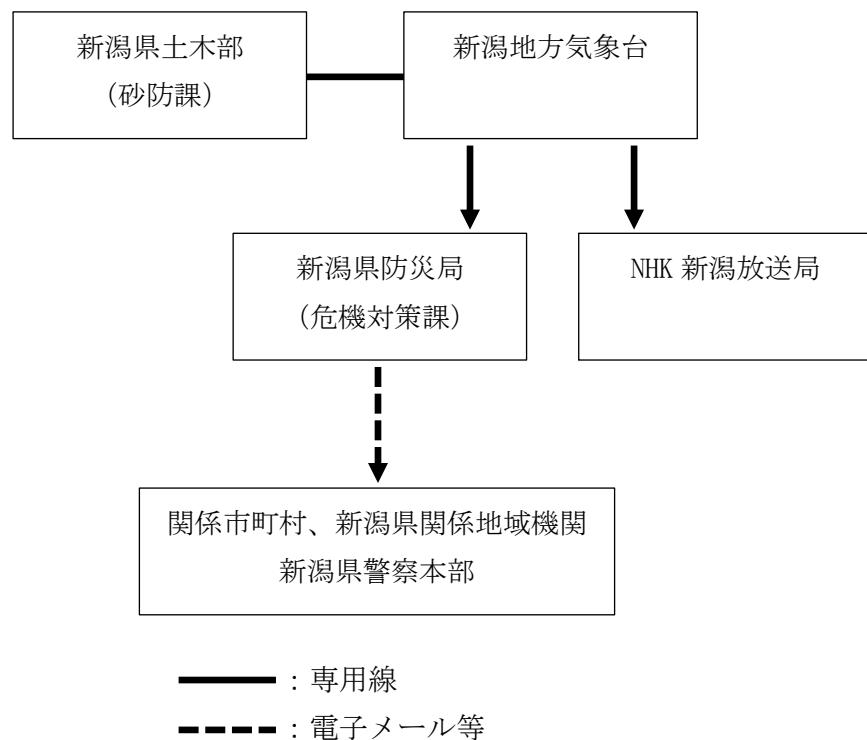 新潟県土木部
（砂防課）
新潟地方気象台
新潟県防災局
（危機対策課）
NHK 新潟放送局
関係市町村、新潟県関係地域機関
新潟県警察本部
：専用線
：電子メール等